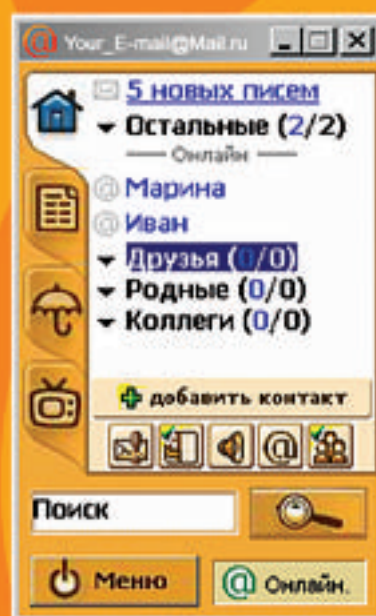 Your_E-mail@Mail.ru
5 новых писем
Остальные (2/2)
Онлайн
Марина
Иван
Друзья (0/0)
Родные (0/0)
Коллеги (0/0)
добавить контакт
Поиск
Меню
Онлайн.